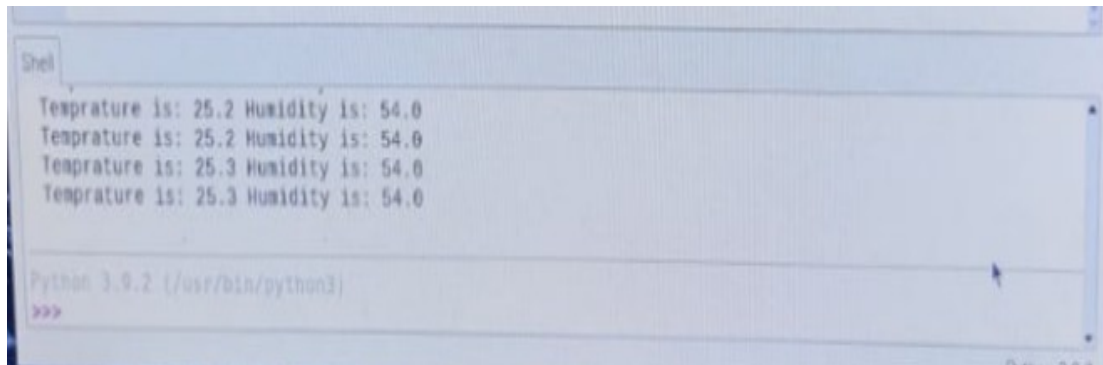 Shell
Temprature is: 25.2 Humidity is: 54.0
Temprature is: 25.2 Humidity is: 54.0
Temprature is: 25.3 Humidity is: 54.0
Temprature is: 25.3 Humidity is: 54.0
Python 3.9.2 (/usr/bin/python3)
>>>